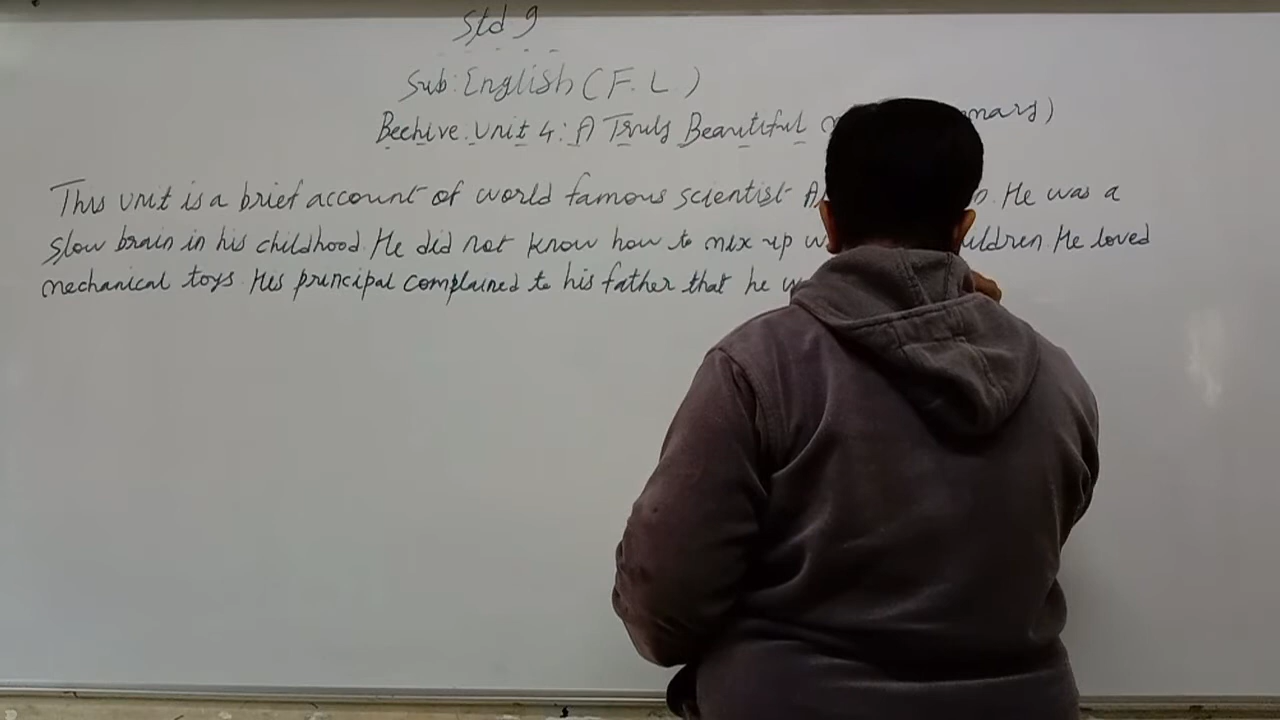 Std 9
Sub: English (F. L )
Beehive. Unit 4: A Truly Beautiful
This unit is a brief account of world famous scientist He was a
slow brain in his childhood. He did not know how to mix up He loved
mechanical toys. His principal complained to his father that he